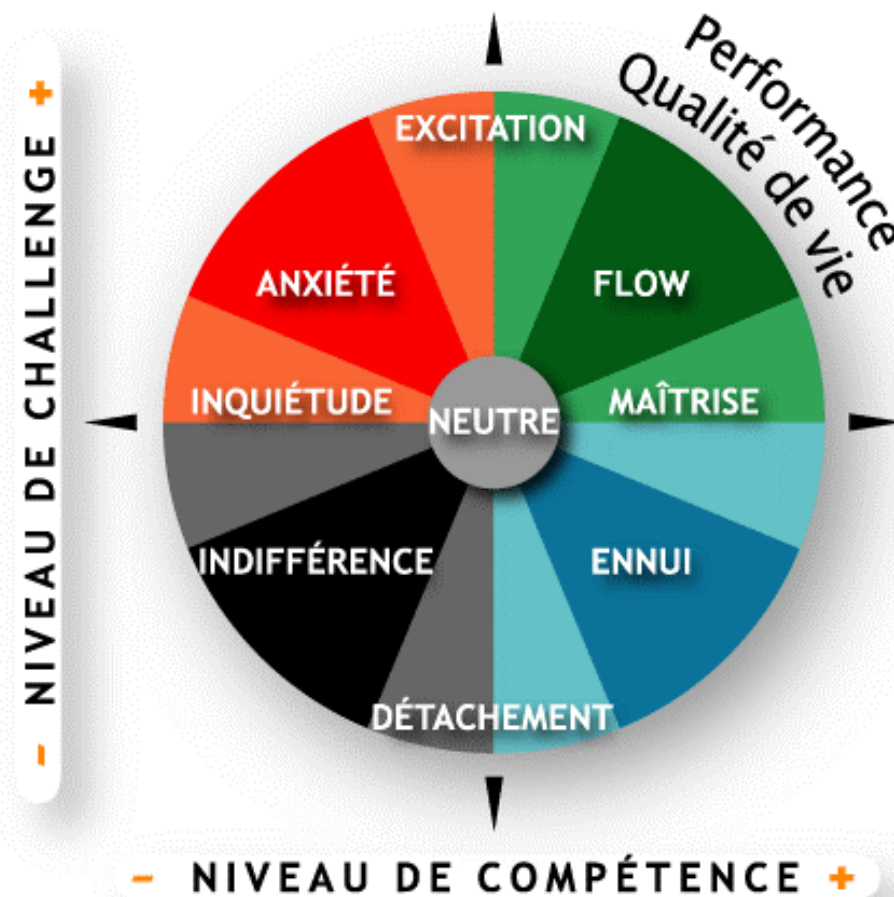 Performance
Qualité de vie
EXCITATION
ANXIÉTÉ
FLOW
INQUIÉTUDE
NEUTRE
MAÎTRISE
INDIFFÉRENCE
ENNUI
DÉTACHEMENT
- NIVEAU DE CHALLENGE +
- NIVEAU DE COMPÉTENCE +